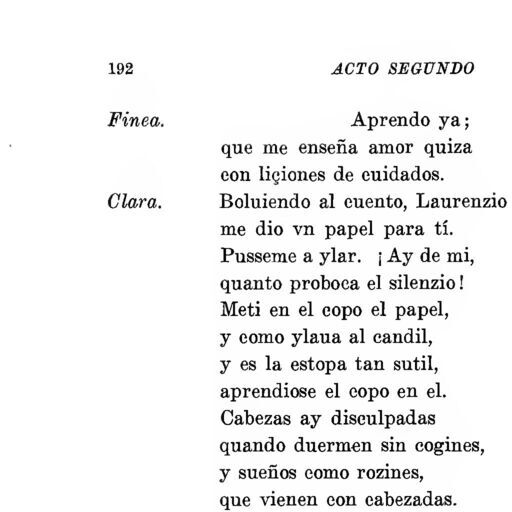 192 ACTO SEGUNDO
Finea. Aprendo ya;
que me enseña amor quiza
con liçiones de cuidados.
Clara. Boluiendo al cuento, Laurenzio
me dio vn papel para tí.
Pusseme a ylar. ¡Ay de mi,
quanto proboca el silenzio!
Meti en el copo el papel,
y como ylaua al candil,
y es la estopa tan sutil,
aprendiose el copo en el.
Cabezas ay disculpadas
quando duermen sin cogines,
y sueños como rozines,
que vienen con cabezadas.